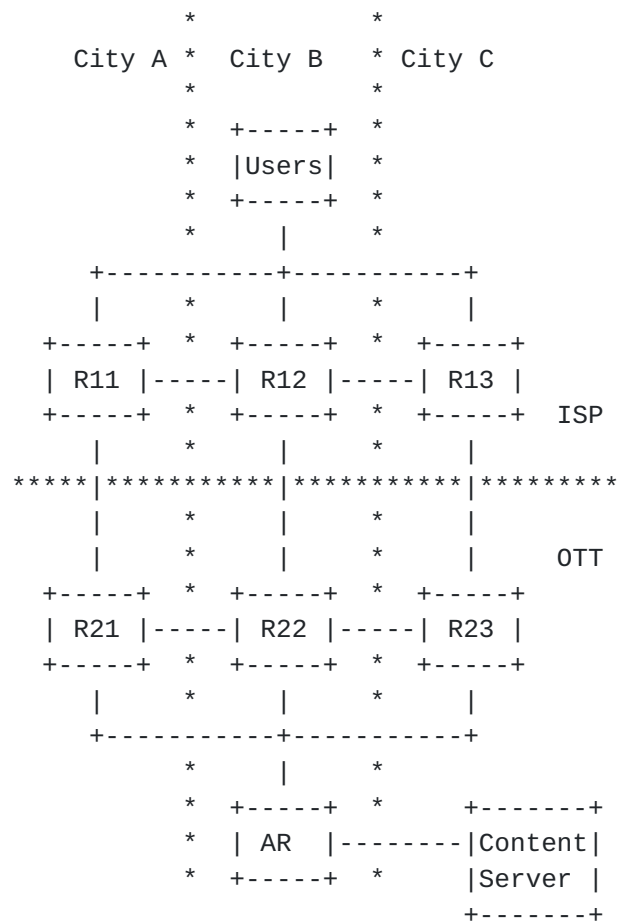 City A * City B * City C
Users
R11 R12 R13
ISP
OTT
R21 R22 R23
AR Content
Server